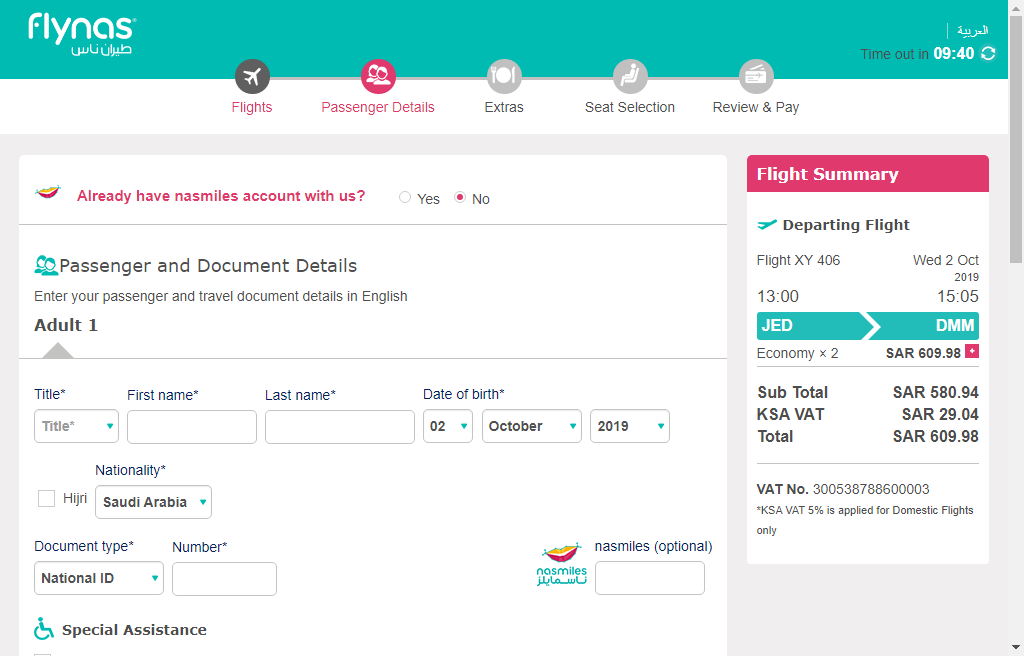 flynas
طيران ناس
العربية
Time out in 09:40
Flights
Passenger Details
Extras
Seat Selection
Review & Pay
Already have nasmiles account with us?
Yes
No
Passenger and Document Details
Enter your passenger and travel document details in English
Adult 1
Title*
First name*
Last name*
Date of birth*
Title*
02
October
2019
Nationality*
Hijri
Saudi Arabia
Document type*
Number*
nasmiles (optional)
National ID
nasmiles
ناسمايلز
Special Assistance
Flight Summary
Departing Flight
Flight XY 406
Wed 2 Oct
2019
13:00
15:05
JED
DMM
Economy × 2
SAR 609.98 +
Sub Total
SAR 580.94
KSA VAT
SAR 29.04
Total
SAR 609.98
VAT No. 300538788600003
*KSA VAT 5% is applied for Domestic Flights
only